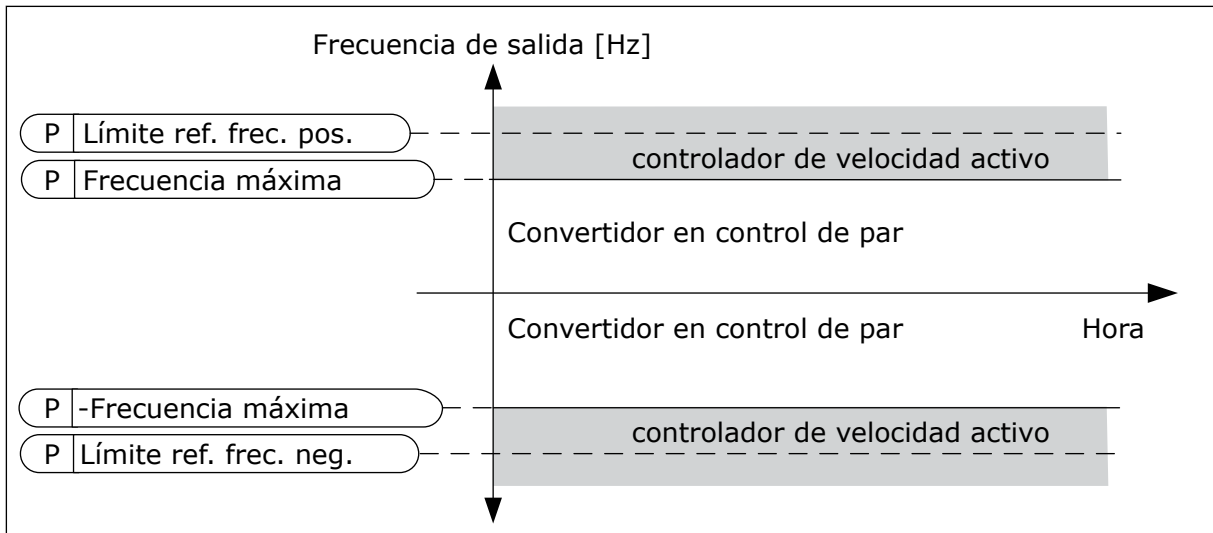 Frecuencia de salida [Hz]
P Límite ref. frec. pos.
controlador de velocidad activo
P Frecuencia máxima
Convertidor en control de par
Convertidor en control de par
Hora
P -Frecuencia máxima
controlador de velocidad activo
P Límite ref. frec. neg.